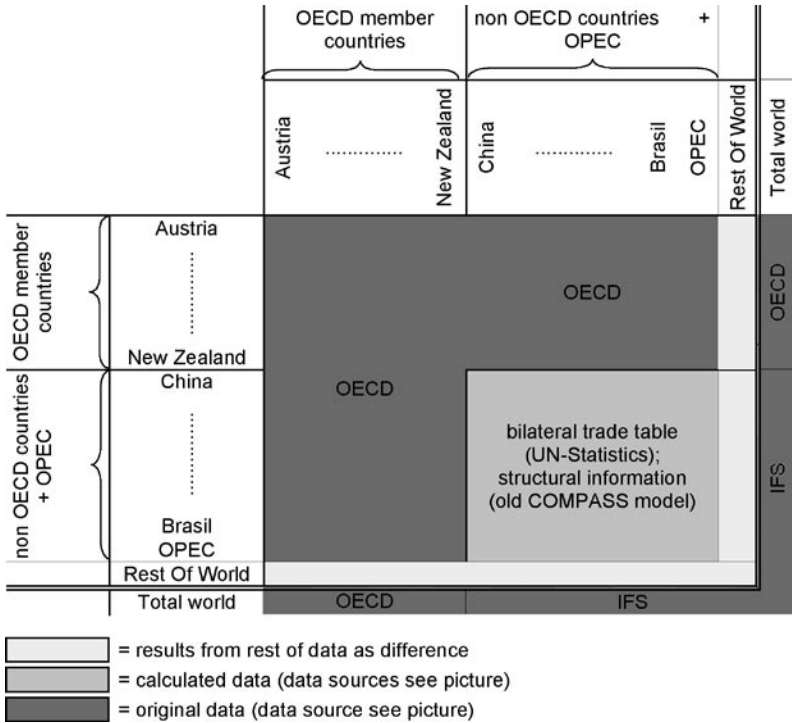 OECD member
countries
non OECD countries +
OPEC
Austria
..............
New Zealand
China
..............
Brasil
OPEC
Rest Of World
Total world
OECD member
countries
Austria
..............
New Zealand
OECD
OECD
non OECD countries
+ OPEC
China
..............
Brasil
OPEC
OECD
bilateral trade table
(UN-Statistics);
structural information
(old COMPASS model)
IFS
Rest Of World
Total world
OECD
IFS
= results from rest of data as difference
= calculated data (data sources see picture)
= original data (data source see picture)